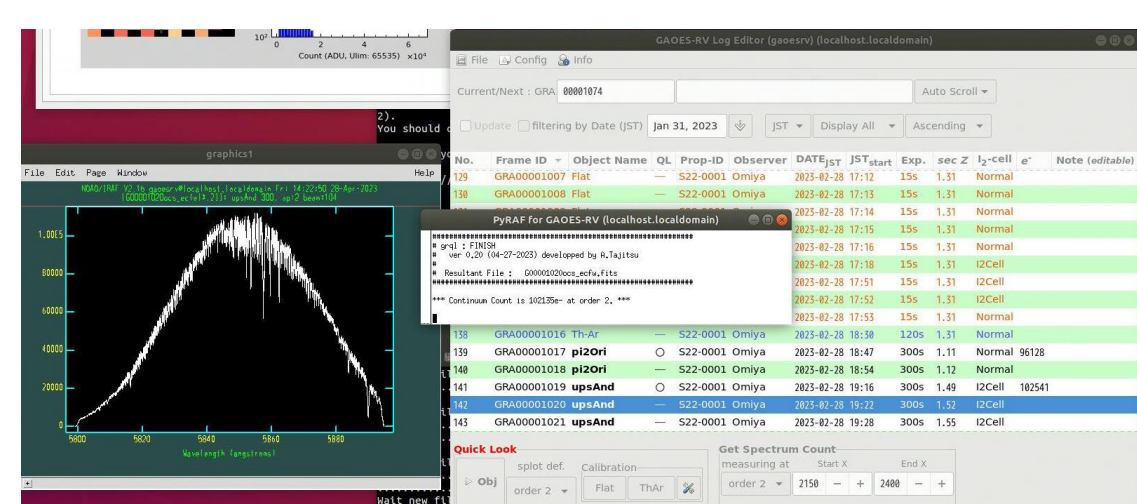 10²
0 2 4 6
Count (ADU, Ulim: 65535) ×10⁴
2).
You should
GAOES-RV Log Editor (gaoesrv) (localhost.localdomain)
File Config Info
Current/Next : GRA 00001074 Auto Scroll
Update filtering by Date (JST) Jan 31, 2023 JST Display All Ascending
No. Frame ID Object Name QL Prop-ID Observer DATE JST JST start Exp. sec Z I₂-cell e⁻ Note (editable)
129 GRA00001007 Flat — S22-0001 Omiya 2023-02-28 17:12 15s 1.31 Normal
130 GRA00001008 Flat — S22-0001 Omiya 2023-02-28 17:13 15s 1.31 Normal
2023-02-28 17:14 15s 1.31 Normal
2023-02-28 17:15 15s 1.31 Normal
2023-02-28 17:16 15s 1.31 Normal
2023-02-28 17:18 15s 1.31 I2Cell
2023-02-28 17:51 15s 1.31 I2Cell
2023-02-28 17:52 15s 1.31 I2Cell
2023-02-28 17:53 15s 1.31 Normal
138 GRA00001016 Th-Ar — S22-0001 Omiya 2023-02-28 18:30 120s 1.31 Normal
139 GRA00001017 pi2Ori ○ S22-0001 Omiya 2023-02-28 18:47 300s 1.11 Normal 96128
140 GRA00001018 pi2Ori — S22-0001 Omiya 2023-02-28 18:54 300s 1.12 Normal
141 GRA00001019 upsAnd ○ S22-0001 Omiya 2023-02-28 19:16 300s 1.49 I2Cell 102541
142 GRA00001020 upsAnd — S22-0001 Omiya 2023-02-28 19:22 300s 1.52 I2Cell
143 GRA00001021 upsAnd — S22-0001 Omiya 2023-02-28 19:28 300s 1.55 I2Cell
Quick Look
Obj
splot def.
order 2
Calibration
Flat ThAr
Get Spectrum Count
measuring at Start X End X
order 2 2150 − + 2400 − +
PyRAF for GAOES-RV (localhost.localdomain)
# grql : FINISH
# ver 0.20 (04-27-2023) developped by A.Tajitsu
#
# Resultant File : G00001020ocs_ecfw.fits
*** Continuum Count is 102135e- at order 2. ***
graphics1
File Edit Page Window Help
NOAO/IRAF V2.16 gaoesrv@localhost.localdomain Fri 14:22:50 28-Apr-2023
upsAnd 300. ap:2 beam:104
1.00E5
80000
60000
40000
20000
0
5800 5820 5840 5860 5880
Wavelength (angstroms)
Wait new fil